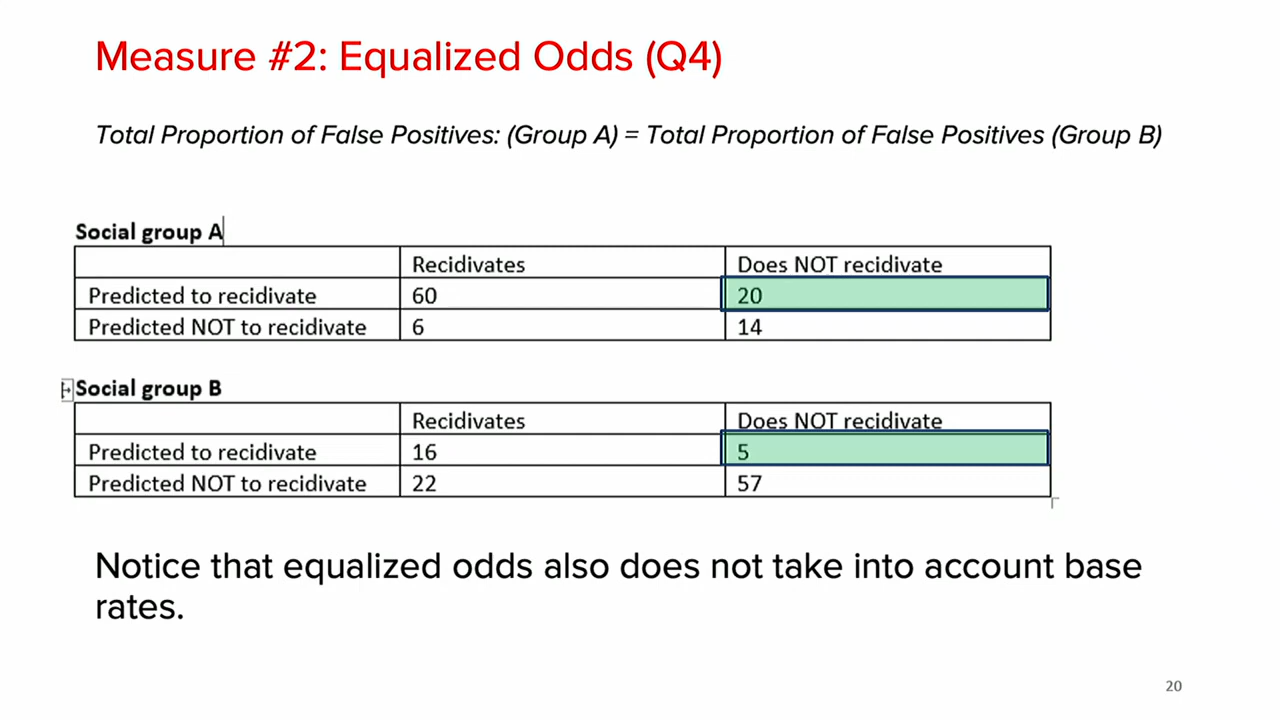 Measure #2: Equalized Odds (Q4)
Total Proportion of False Positives: (Group A) = Total Proportion of False Positives (Group B)
Social group A
Recidivates Does NOT recidivate
Predicted to recidivate 60 20
Predicted NOT to recidivate 6 14
Social group B
Recidivates Does NOT recidivate
Predicted to recidivate 16 5
Predicted NOT to recidivate 22 57
Notice that equalized odds also does not take into account base
rates.
20